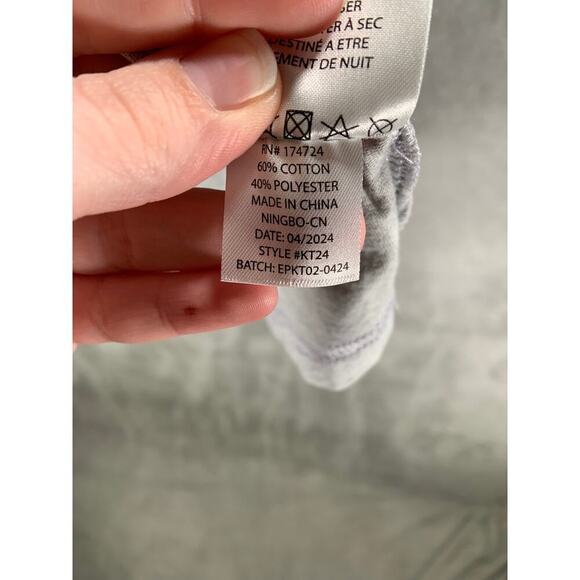 SER
ER À SEC
DESTINÉ A ETRE
EMENT DE NUIT
RN# 174724
60% COTTON
40% POLYESTER
MADE IN CHINA
NINGBO-CN
DATE: 04/2024
STYLE #KT24
BATCH: EPKT02-0424